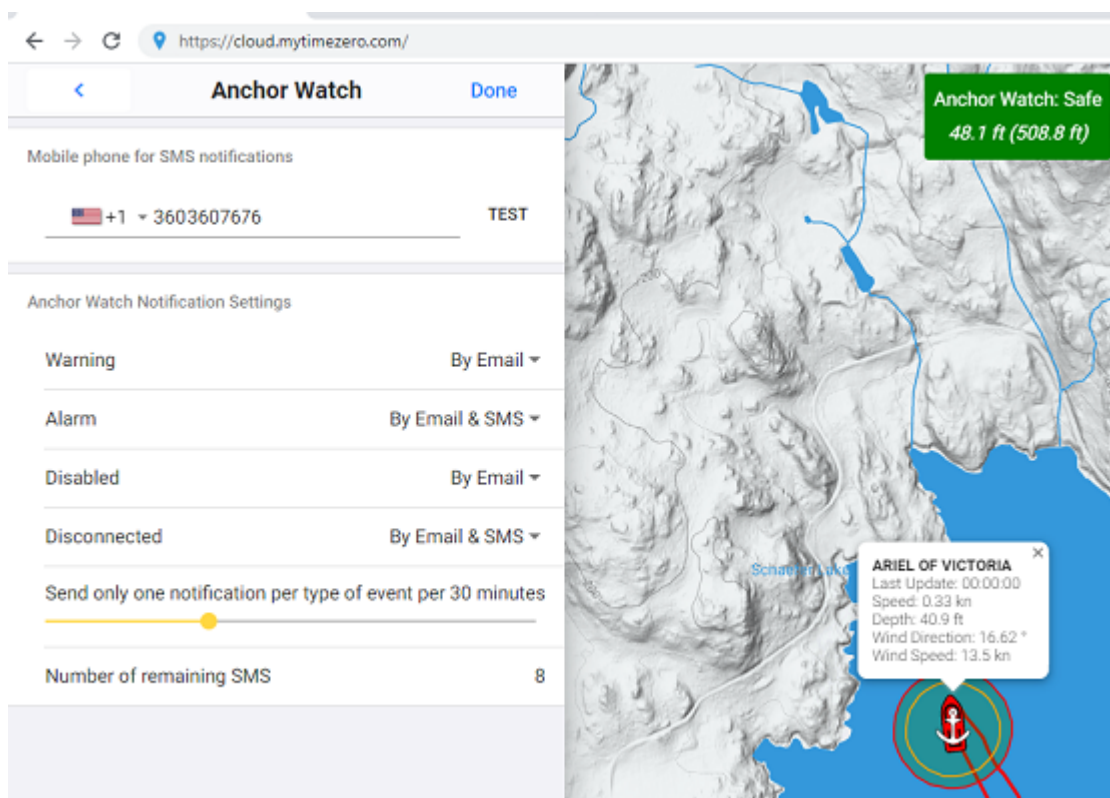 https://cloud.mytimezero.com/
Anchor Watch
Done
Mobile phone for SMS notifications
+1
3603607676
TEST
Anchor Watch Notification Settings
Warning
By Email
Alarm
By Email & SMS
Disabled
By Email
Disconnected
By Email & SMS
Send only one notification per type of event per 30 minutes
Number of remaining SMS
8
Anchor Watch: Safe
48.1 ft (508.8 ft)
ARIEL OF VICTORIA
Last Update: 00:00:00
Speed: 0.33 kn
Depth: 40.9 ft
Wind Direction: 16.62 °
Wind Speed: 13.5 kn